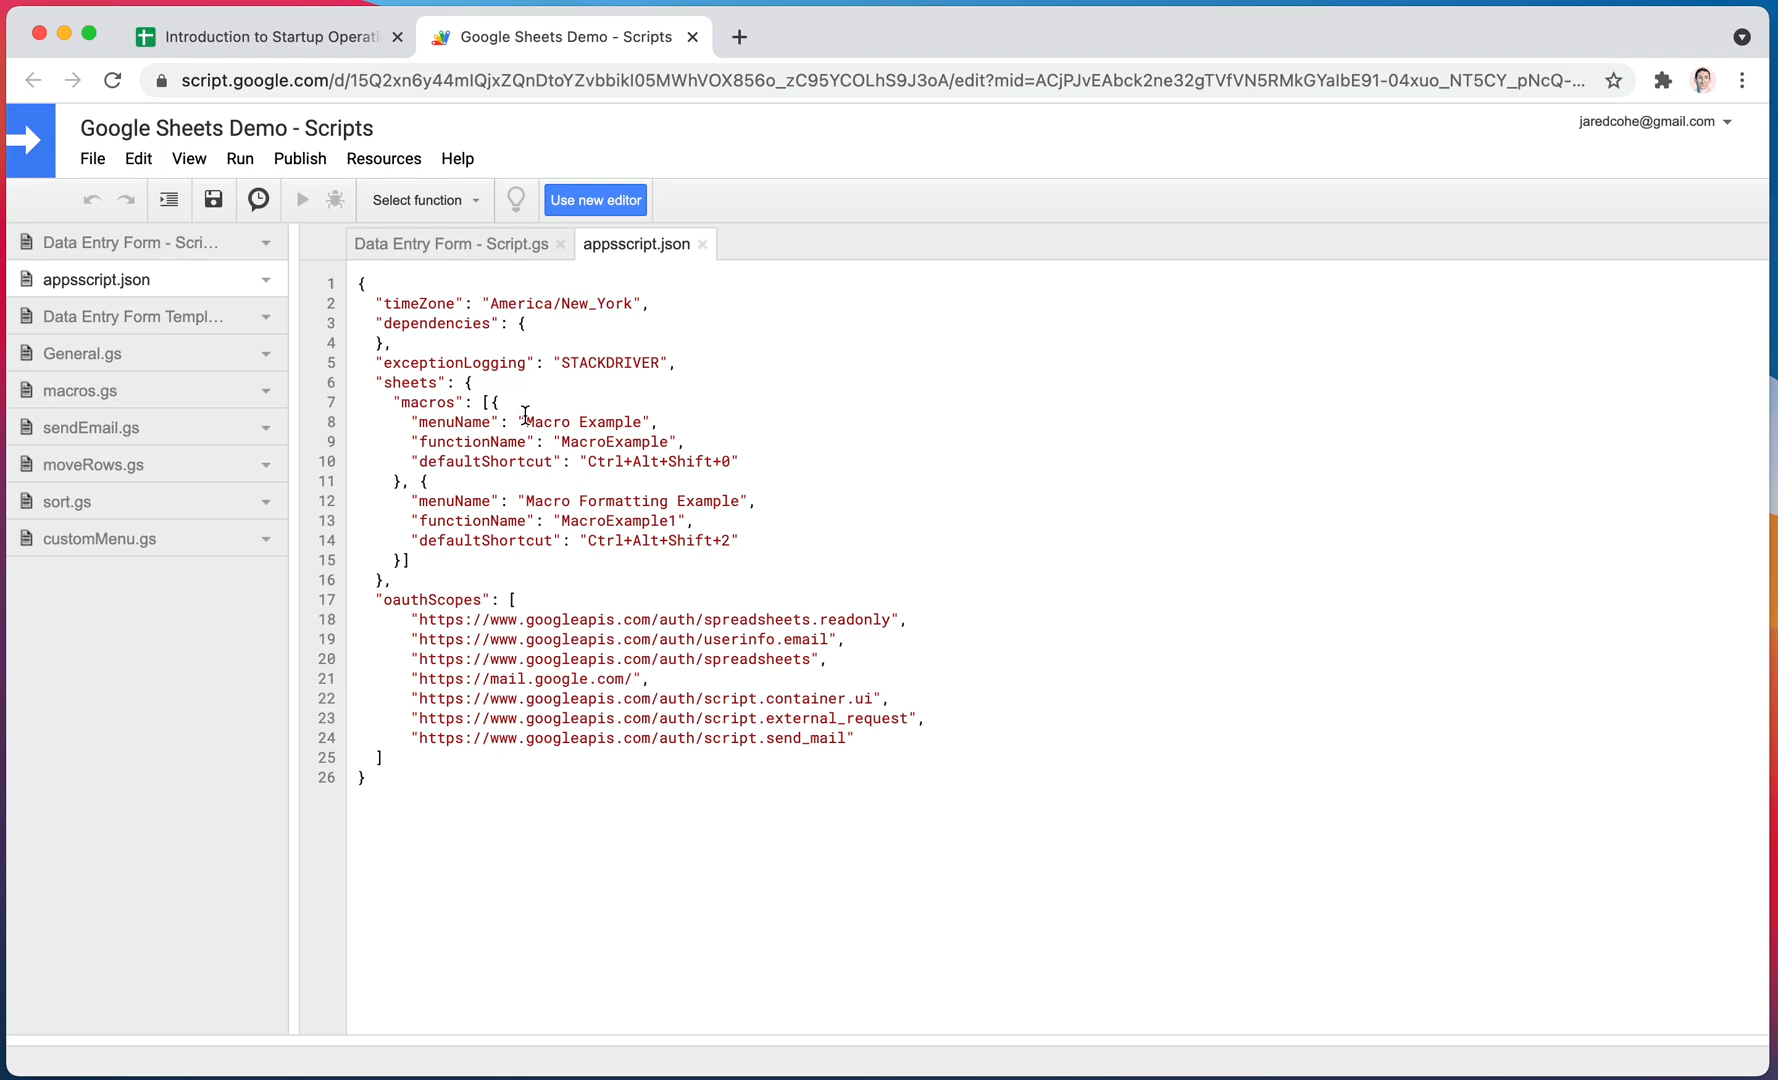 Introduction to Startup Operati
Google Sheets Demo - Scripts
script.google.com/d/15Q2xn6y44mIQjxZQnDtoYZvbbikI05MWhVOX856o_zC95YCOLhS9J3oA/edit?mid=ACjPJvEAbck2ne32gTVfVN5RMkGYaIbE91-04xuo_NT5CY_pNcQ-...
Google Sheets Demo - Scripts
jaredcohe@gmail.com
File Edit View Run Publish Resources Help
Select function
Use new editor
Data Entry Form - Scri...
appsscript.json
Data Entry Form Templ...
General.gs
macros.gs
sendEmail.gs
moveRows.gs
sort.gs
customMenu.gs
Data Entry Form - Script.gs
appsscript.json
1 {
2 "timeZone": "America/New_York",
3 "dependencies": {
4 },
5 "exceptionLogging": "STACKDRIVER",
6 "sheets": {
7 "macros": [{
8 "menuName": "Macro Example",
9 "functionName": "MacroExample",
10 "defaultShortcut": "Ctrl+Alt+Shift+0"
11 }, {
12 "menuName": "Macro Formatting Example",
13 "functionName": "MacroExample1",
14 "defaultShortcut": "Ctrl+Alt+Shift+2"
15 }]
16 },
17 "oauthScopes": [
18 "https://www.googleapis.com/auth/spreadsheets.readonly",
19 "https://www.googleapis.com/auth/userinfo.email",
20 "https://www.googleapis.com/auth/spreadsheets",
21 "https://mail.google.com/",
22 "https://www.googleapis.com/auth/script.container.ui",
23 "https://www.googleapis.com/auth/script.external_request",
24 "https://www.googleapis.com/auth/script.send_mail"
25 ]
26 }